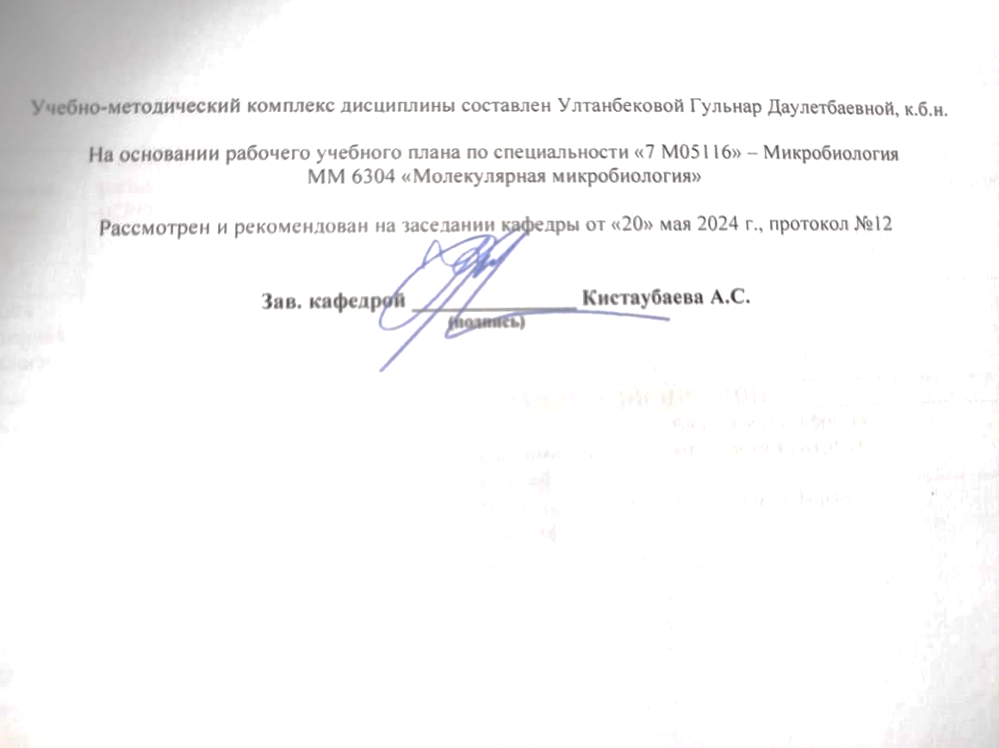 Учебно-методический комплекс дисциплины составлен Ултанбековой Гульнар Даулетбаевной, к.б.н.
На основании рабочего учебного плана по специальности «7 М05116» – Микробиология
ММ 6304 «Молекулярная микробиология»
Рассмотрен и рекомендован на заседании кафедры от «20» мая 2024 г., протокол №12
Зав. кафедрой ______________ Кистаубаева А.С.
(подпись)